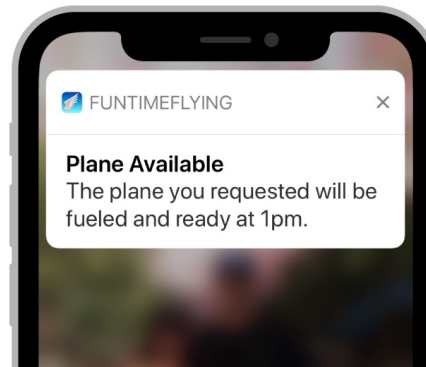 FUNTIMEFLYING
Plane Available
The plane you requested will be
fueled and ready at 1pm.